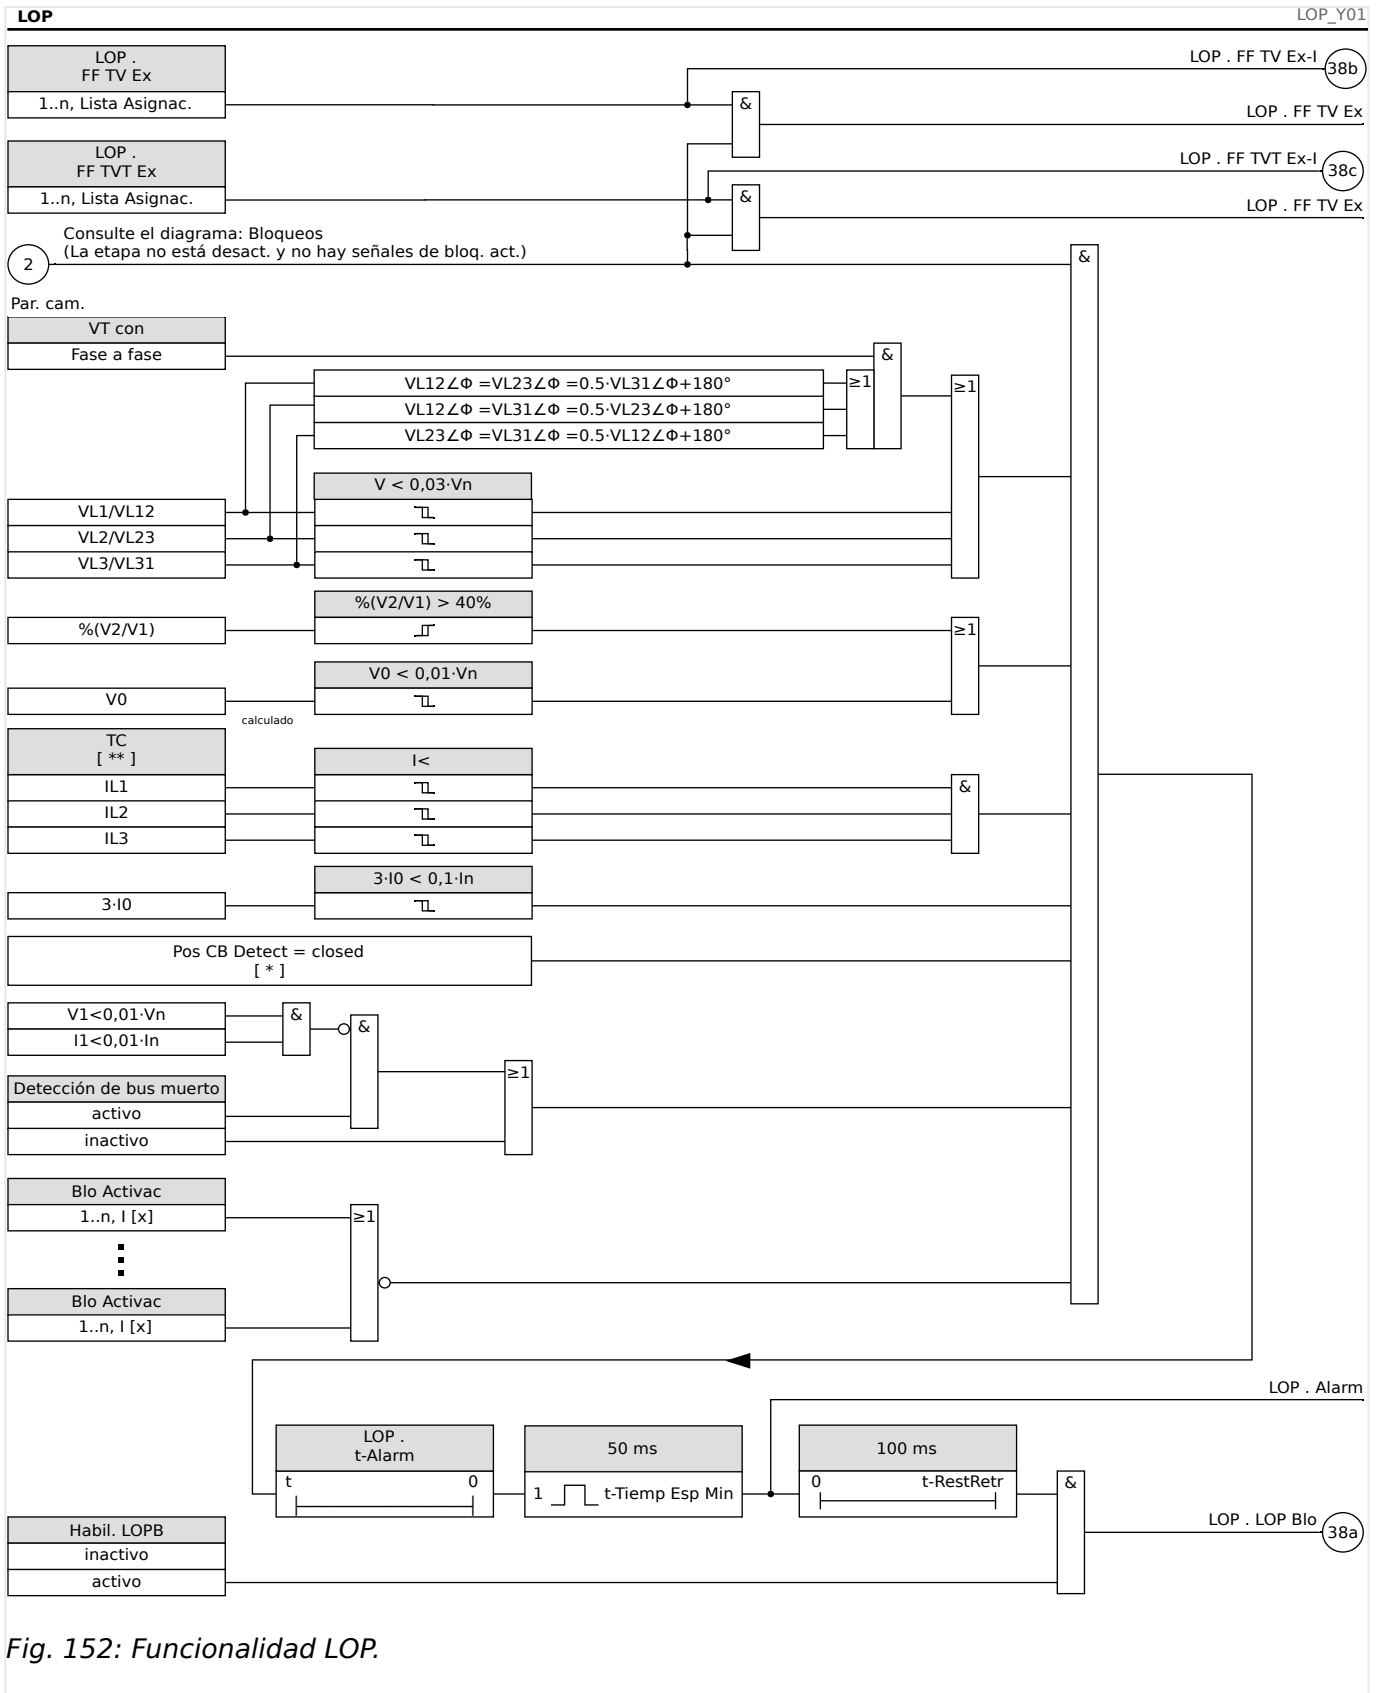 LOP
LOP_Y01
LOP .
FF TV Ex
1..n, Lista Asignac.
LOP . FF TV Ex-I
38b
&
LOP . FF TV Ex
LOP .
FF TVT Ex
1..n, Lista Asignac.
LOP . FF TVT Ex-I
38c
&
LOP . FF TV Ex
Consulte el diagrama: Bloqueos
(La etapa no está desact. y no hay señales de bloq. act.)
2
&
Par. cam.
VT con
Fase a fase
&
VL12∠Φ =VL23∠Φ =0.5·VL31∠Φ+180°
≥1
≥1
VL12∠Φ =VL31∠Φ =0.5·VL23∠Φ+180°
VL23∠Φ =VL31∠Φ =0.5·VL12∠Φ+180°
V < 0,03·Vn
VL1/VL12
VL2/VL23
VL3/VL31
%(V2/V1) > 40%
%(V2/V1)
≥1
V0 < 0,01·Vn
V0
calculado
TC
[ ** ]
I<
IL1
&
IL2
IL3
3·I0 < 0,1·In
3·I0
Pos CB Detect = closed
[ * ]
V1<0,01·Vn
&
&
I1<0,01·In
≥1
Detección de bus muerto
activo
inactivo
Blo Activac
1..n, I [x]
≥1
Blo Activac
1..n, I [x]
LOP . Alarm
LOP .
t-Alarm
50 ms
100 ms
t
0
1
t-Tiemp Esp Min
0
t-RestRetr
&
Habil. LOPB
inactivo
activo
LOP . LOP Blo
38a
Fig. 152: Funcionalidad LOP.